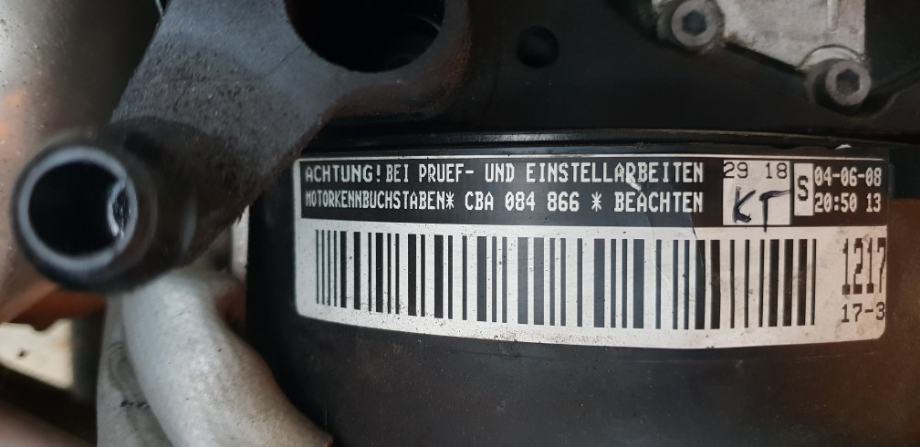 ACHTUNG! BEI PRUEF- UND EINSTELLARBEITEN
MOTORKENNBUCHSTABEN* CBA 084 866 * BEACHTEN
29 18
KT
S
04-06-08
20:50 13
1217
17-3